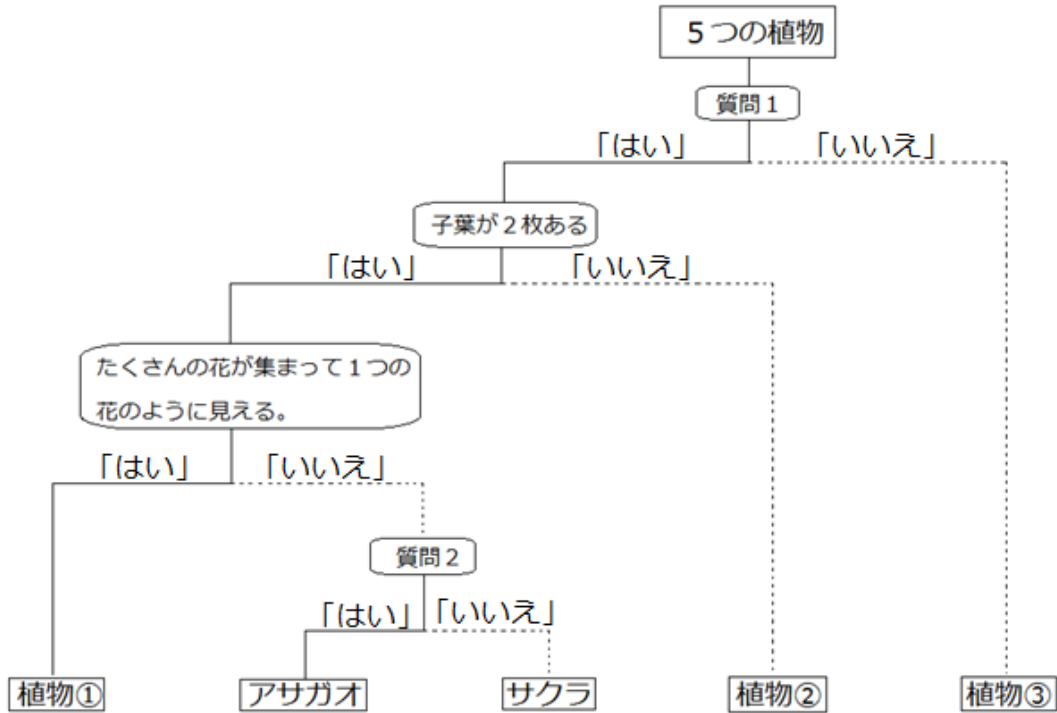 5つの植物
質問1
「はい」
「いいえ」
子葉が2枚ある
「はい」
「いいえ」
たくさんの花が集まって1つの
花のように見える。
「はい」
「いいえ」
質問2
「はい」
「いいえ」
植物①
アサガオ
サクラ
植物②
植物③